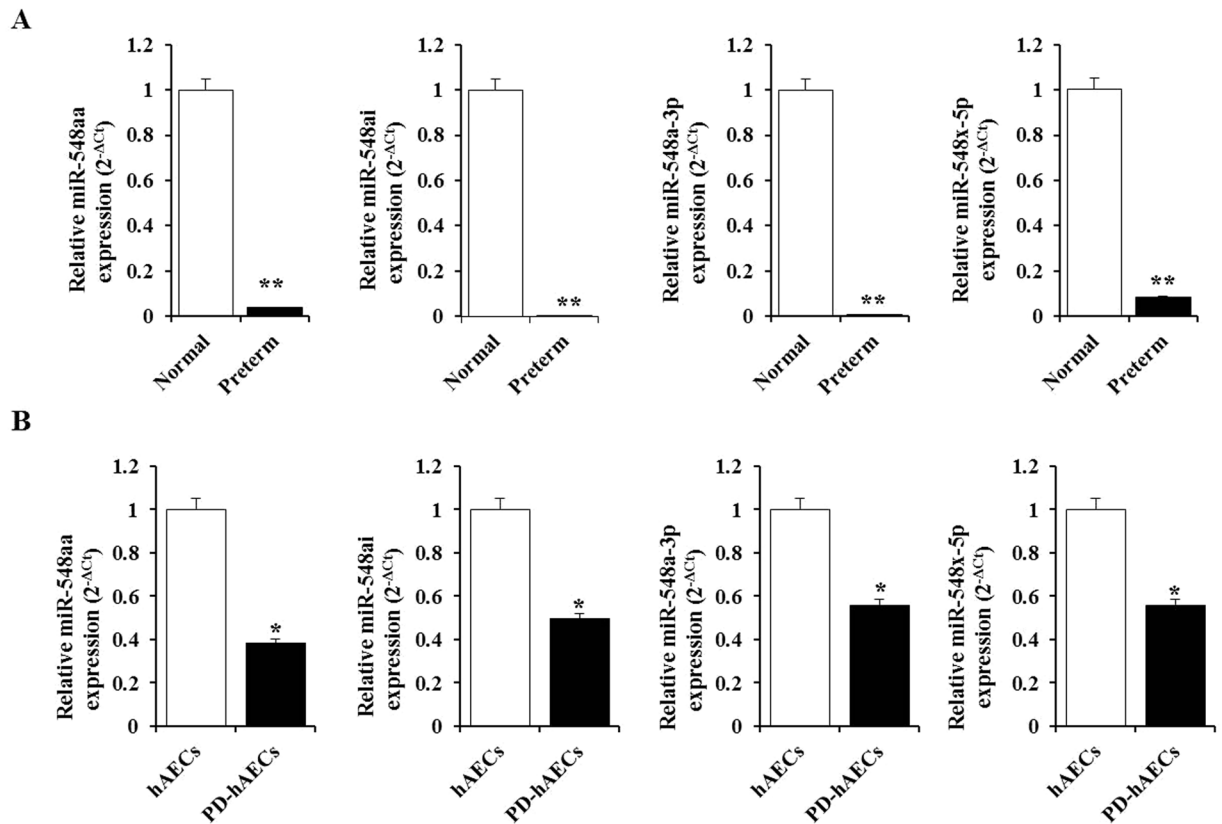 A
Relative miR-548aa
expression (2-ΔCt)
1.2
1
0.8
0.6
0.4
0.2
0
**
Normal
Preterm
Relative miR-548ai
expression (2-ΔCt)
1.2
1
0.8
0.6
0.4
0.2
0
**
Normal
Preterm
Relative miR-548a-3p
expression (2-ΔCt)
1.2
1
0.8
0.6
0.4
0.2
0
**
Normal
Preterm
Relative miR-548x-5p
expression (2-ΔCt)
1.2
1
0.8
0.6
0.4
0.2
0
**
Normal
Preterm
B
Relative miR-548aa
expression (2-ΔCt)
1.2
1
0.8
0.6
0.4
0.2
0
*
hAECs
PD-hAECs
Relative miR-548ai
expression (2-ΔCt)
1.2
1
0.8
0.6
0.4
0.2
0
*
hAECs
PD-hAECs
Relative miR-548a-3p
expression (2-ΔCt)
1.2
1
0.8
0.6
0.4
0.2
0
*
hAECs
PD-hAECs
Relative miR-548x-5p
expression (2-ΔCt)
1.2
1
0.8
0.6
0.4
0.2
0
*
hAECs
PD-hAECs